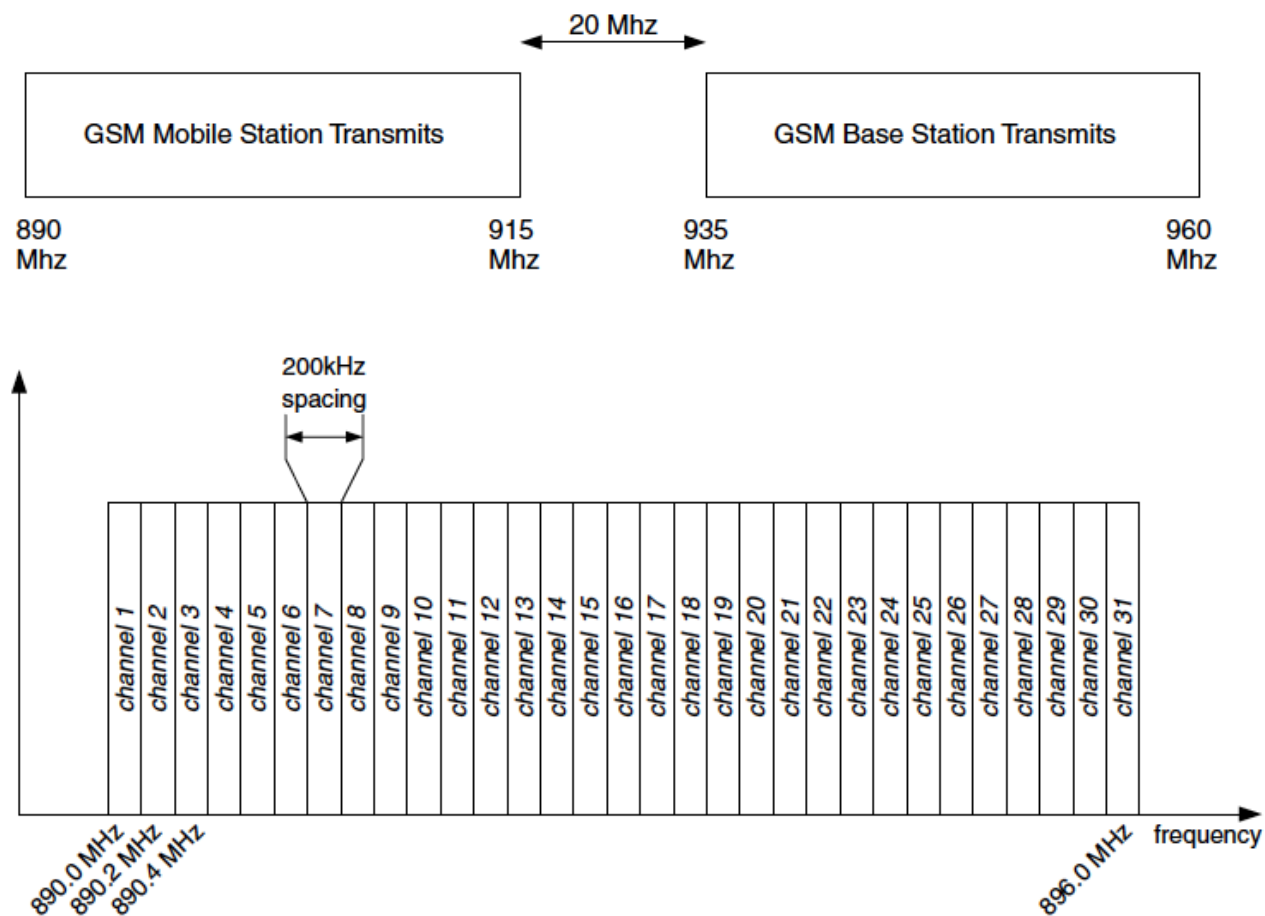 20 Mhz
GSM Mobile Station Transmits
GSM Base Station Transmits
890
Mhz
915
Mhz
935
Mhz
960
Mhz
200kHz
spacing
channel 1
channel 2
channel 3
channel 4
channel 5
channel 6
channel 7
channel 8
channel 9
channel 10
channel 11
channel 12
channel 13
channel 14
channel 15
channel 16
channel 17
channel 18
channel 19
channel 20
channel 21
channel 22
channel 23
channel 24
channel 25
channel 26
channel 27
channel 28
channel 29
channel 30
channel 31
890.0 MHz
890.2 MHz
890.4 MHz
896.0 MHz
frequency